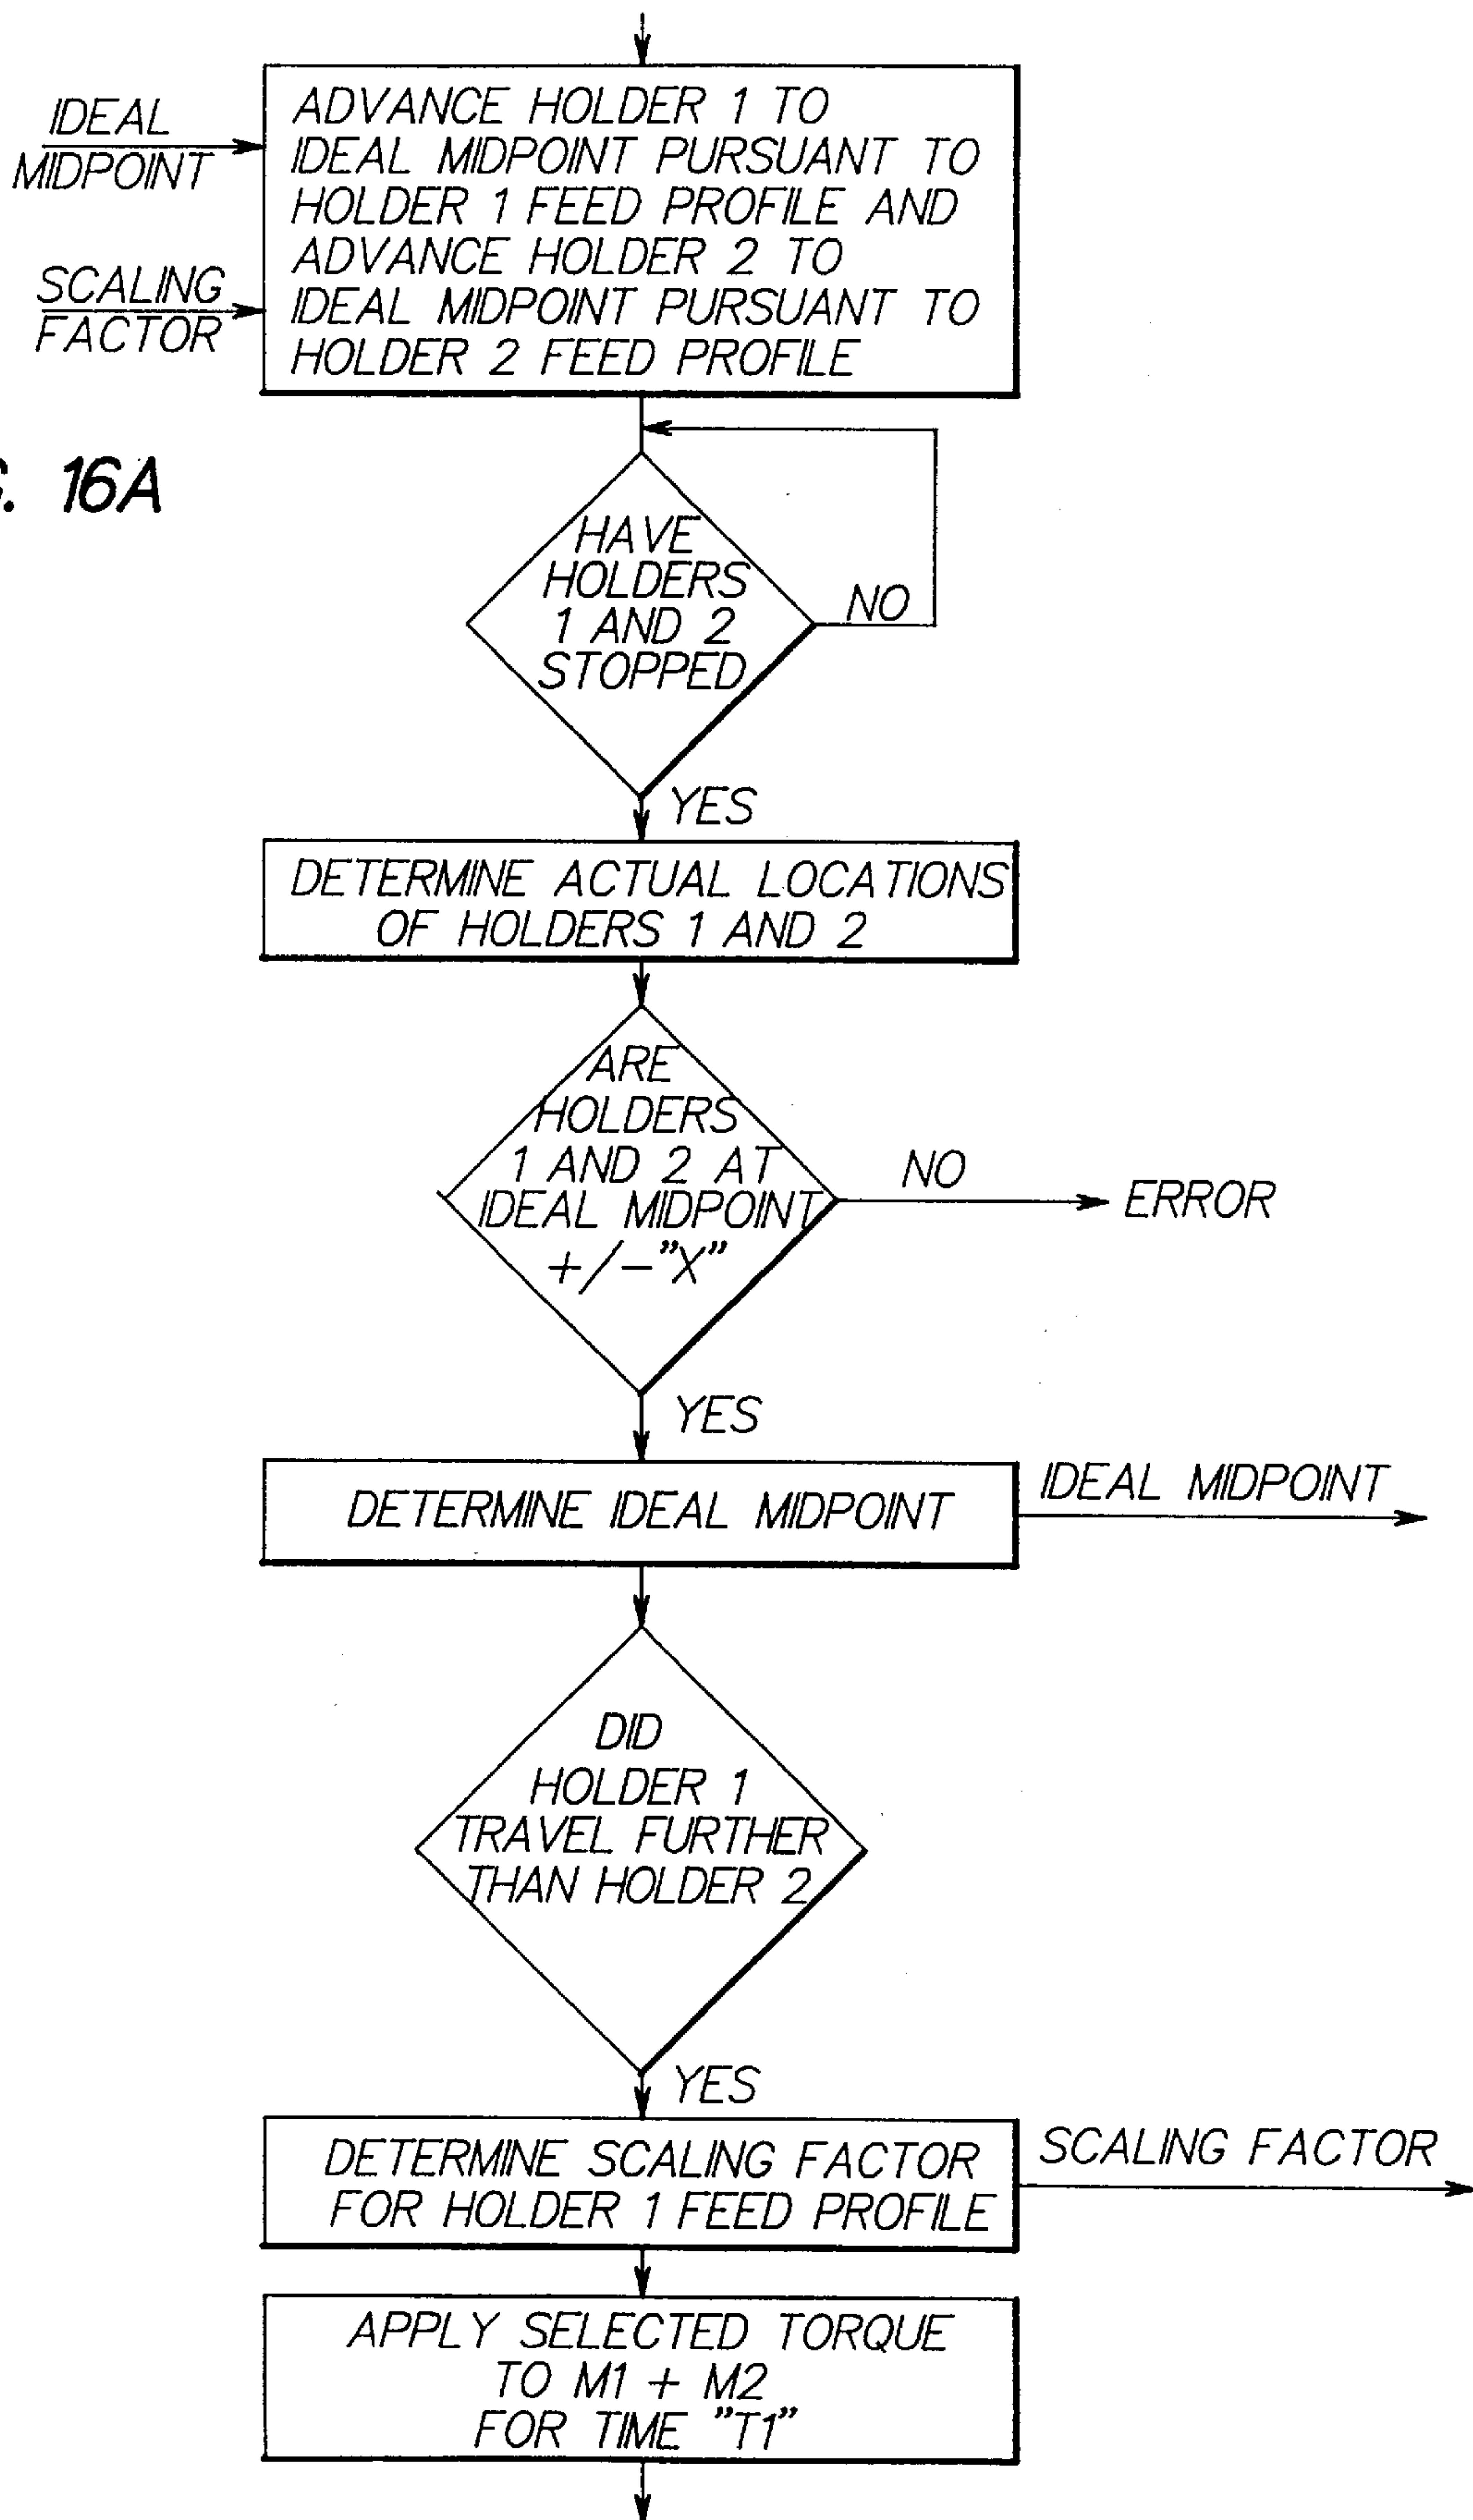 IDEAL
MIDPOINT
SCALING
FACTOR
ADVANCE HOLDER 1 TO
IDEAL MIDPOINT PURSUANT TO
HOLDER 1 FEED PROFILE AND
ADVANCE HOLDER 2 TO
IDEAL MIDPOINT PURSUANT TO
HOLDER 2 FEED PROFILE
16A
HAVE
HOLDERS
1 AND 2
STOPPED
NO
YES
DETERMINE ACTUAL LOCATIONS
OF HOLDERS 1 AND 2
ARE
HOLDERS
1 AND 2 AT
IDEAL MIDPOINT
+/-"X"
NO
ERROR
YES
DETERMINE IDEAL MIDPOINT
IDEAL MIDPOINT
DID
HOLDER 1
TRAVEL FURTHER
THAN HOLDER 2
YES
DETERMINE SCALING FACTOR
FOR HOLDER 1 FEED PROFILE
SCALING FACTOR
APPLY SELECTED TORQUE
TO M1 + M2
FOR TIME "T1"